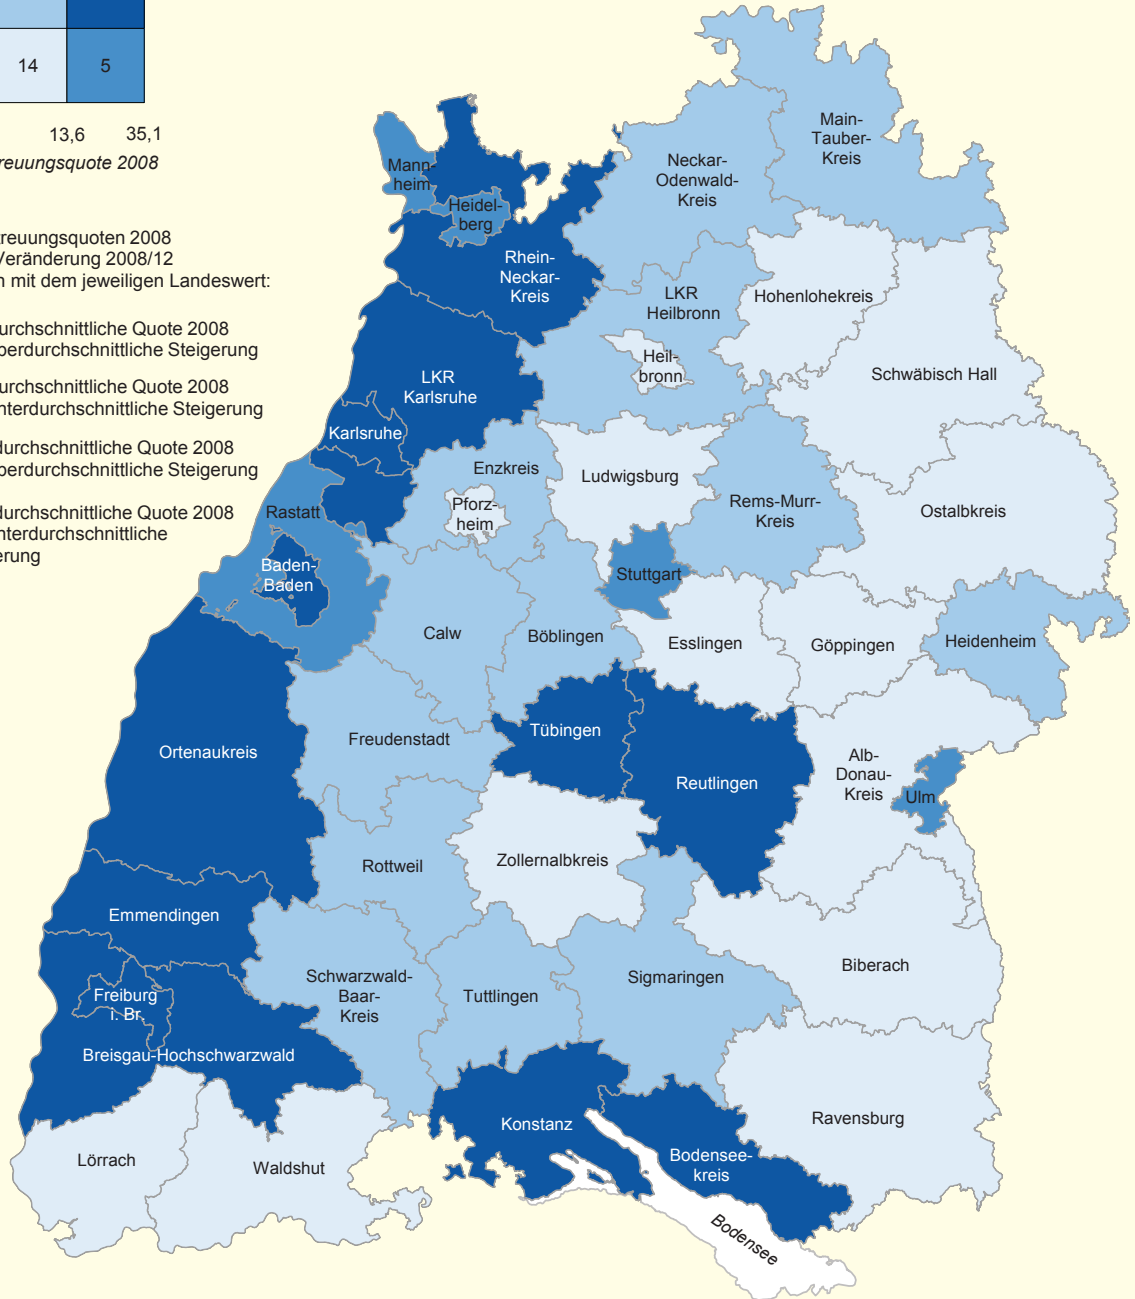 14 5
13,6 35,1
reuungsquote 2008
reuungsquoten 2008
Veränderung 2008/12
n mit dem jeweiligen Landeswert:
urchschnittliche Quote 2008
berdurchschnittliche Steigerung
urchschnittliche Quote 2008
nterdurchschnittliche Steigerung
durchschnittliche Quote 2008
berdurchschnittliche Steigerung
durchschnittliche Quote 2008
nterdurchschnittliche
erung
Main-
Tauber-
Kreis
Neckar-
Odenwald-
Kreis
Mann-
heim
Heidel-
berg
Rhein-
Neckar-
Kreis
LKR
Heilbronn
Hohenlohekreis
Heil-
bronn
Schwäbisch Hall
LKR
Karlsruhe
Karlsruhe
Enzkreis
Ludwigsburg
Pforz-
heim
Rems-Murr-
Kreis
Ostalbkreis
Rastatt
Baden-
Baden
Stuttgart
Calw
Böblingen
Esslingen
Göppingen
Heidenheim
Ortenaukreis
Freudenstadt
Tübingen
Reutlingen
Alb-
Donau-
Kreis
Ulm
Rottweil
Zollernalbkreis
Emmendingen
Biberach
Schwarzwald-
Baar-
Kreis
Tuttlingen
Sigmaringen
Freiburg
i. Br.
Breisgau-Hochschwarzwald
Konstanz
Ravensburg
Lörrach
Waldshut
Bodensee-
kreis
Bodensee